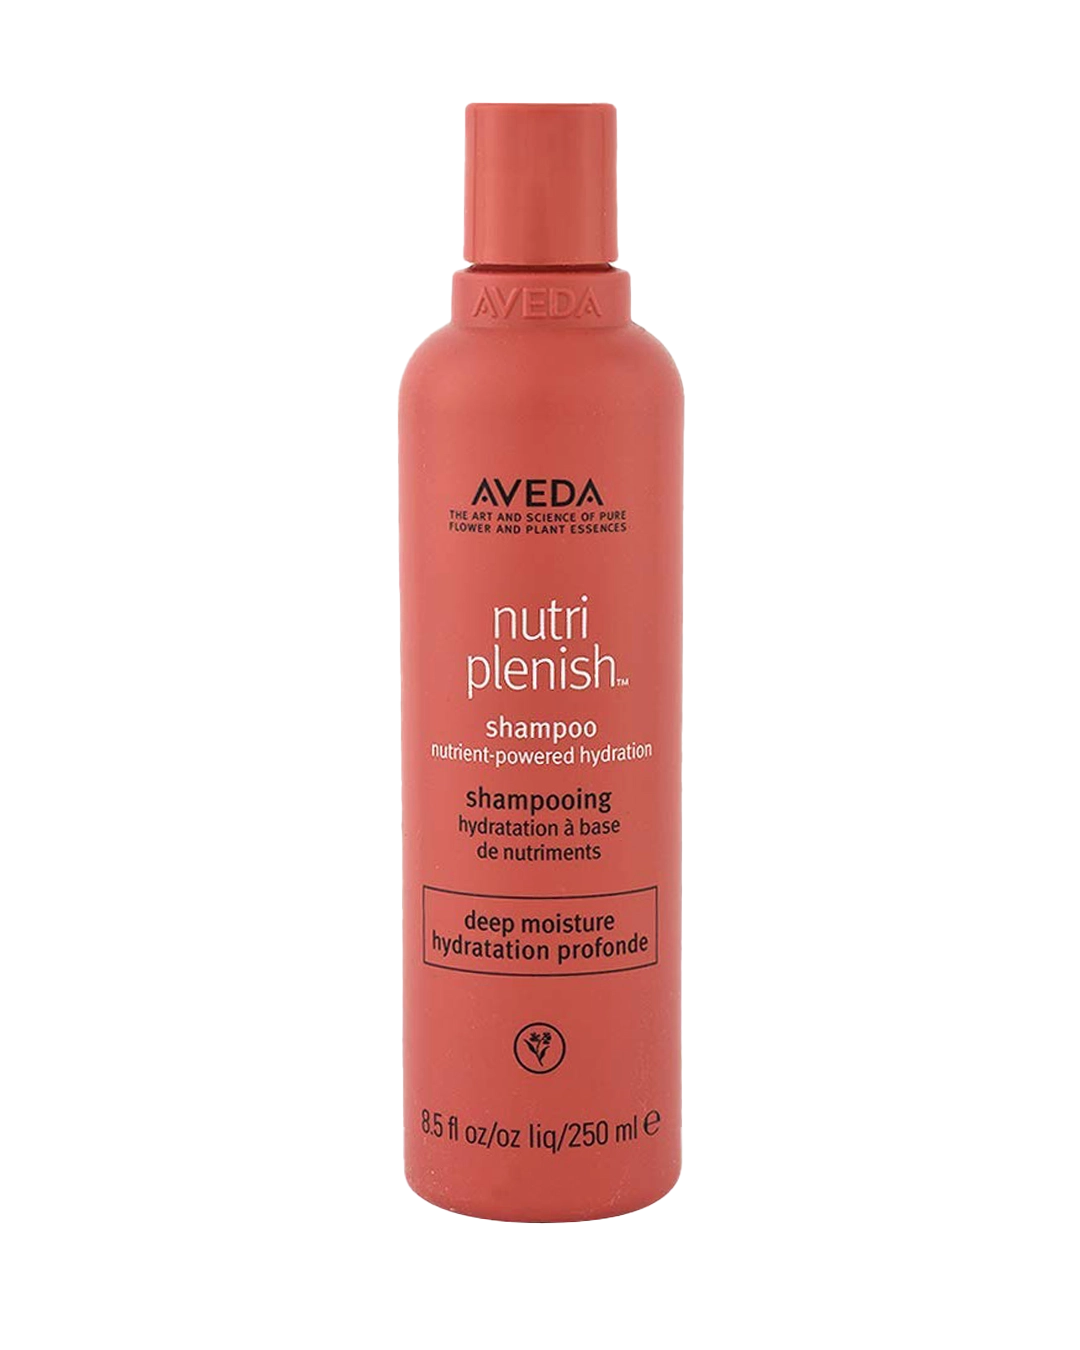 AVEDA
AVEDA
THE ART AND SCIENCE OF PURE
FLOWER AND PLANT ESSENCES
nutri
plenish™
shampoo
nutrient-powered hydration
shampooing
hydratation à base
de nutriments
deep moisture
hydratation profonde
8.5 fl oz/oz liq/250 ml ℮